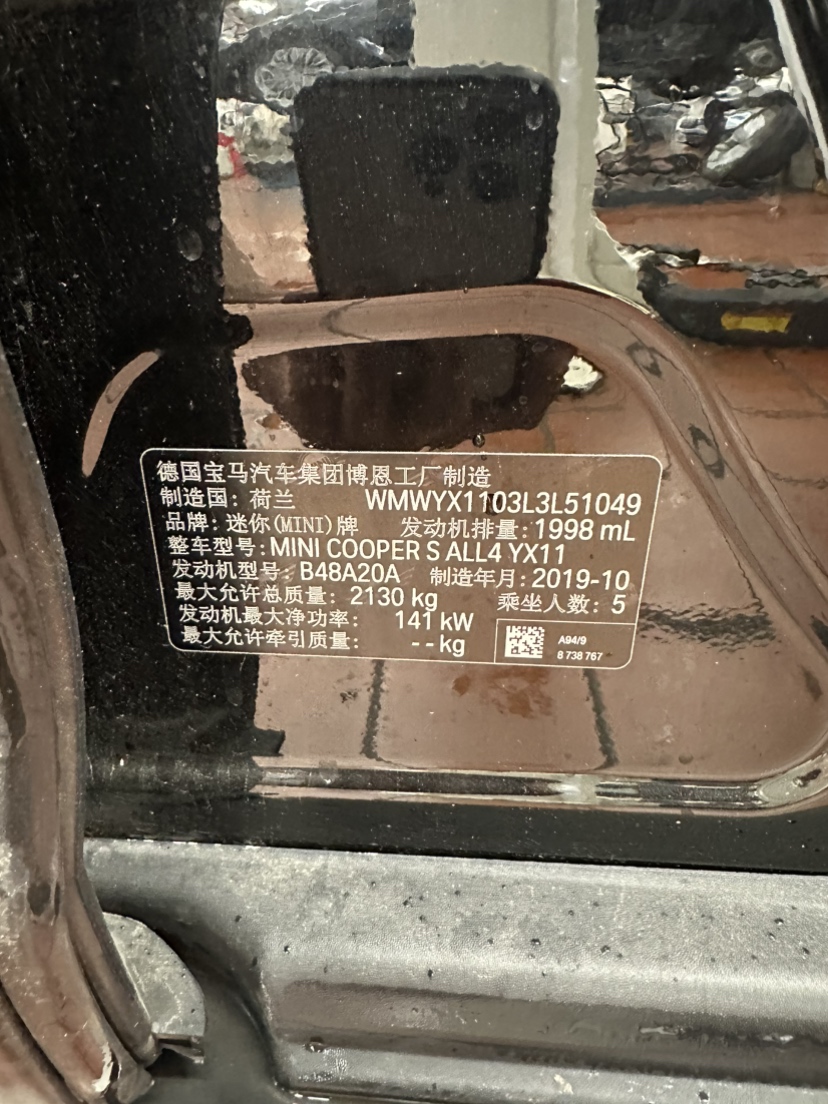 德国宝马汽车集团博恩工厂制造
制造国: 荷兰 WMWYX1103L3L51049
品牌: 迷你(MINI)牌 发动机排量: 1998 mL
整车型号: MINI COOPER S ALL4 YX11
发动机型号: B48A20A 制造年月: 2019-10
最大允许总质量: 2130 kg 乘坐人数: 5
发动机最大净功率: 141 kW
最大允许牵引质量: --kg
A94/9
8 738 767